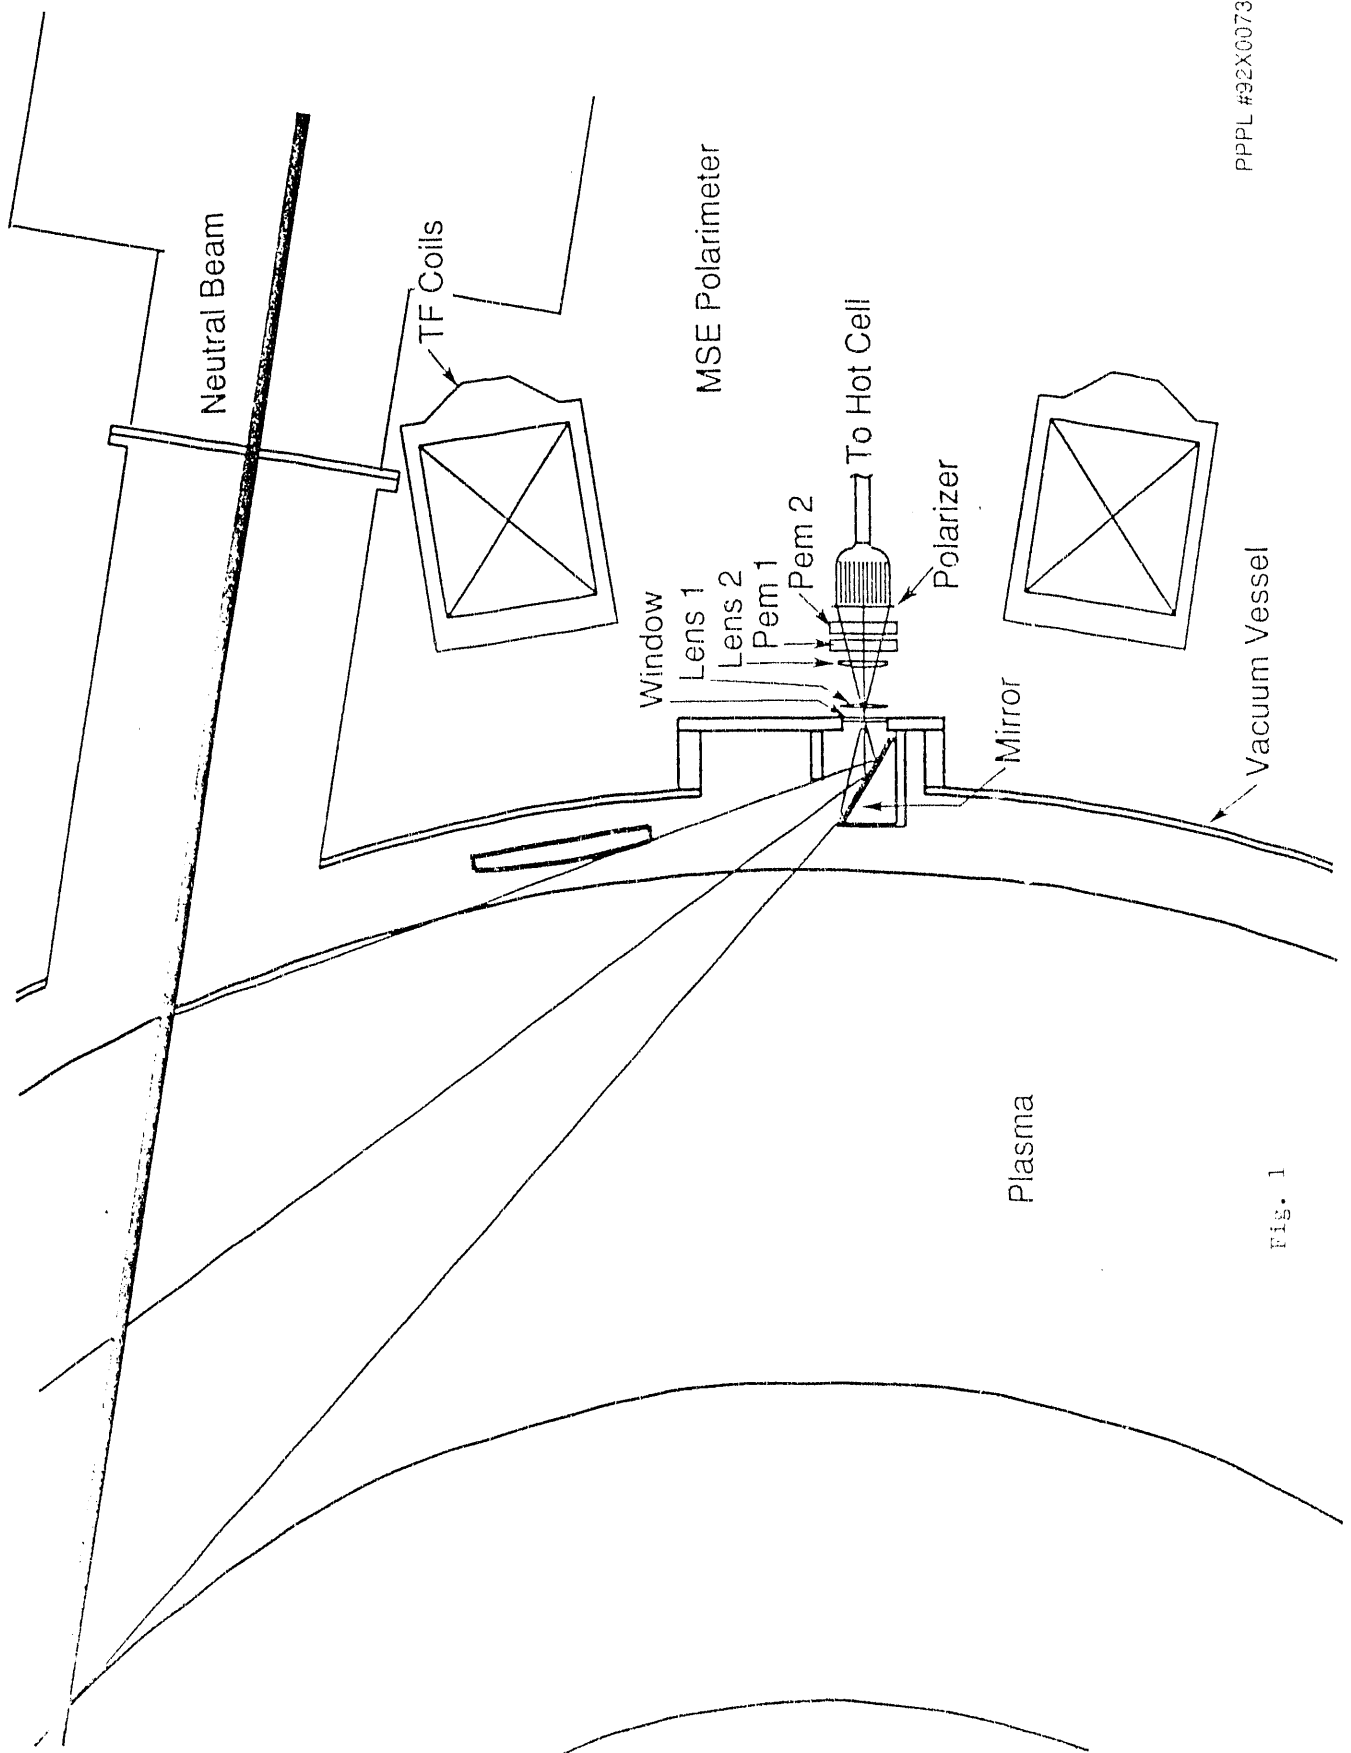 PPPL #92X0073
Neutral Beam
TF Coils
MSE Polarimeter
To Hot Cell
Window
Lens 1
Lens 2
Pem 1
Pem 2
Polarizer
Mirror
Vacuum Vessel
Plasma
Fig. 1